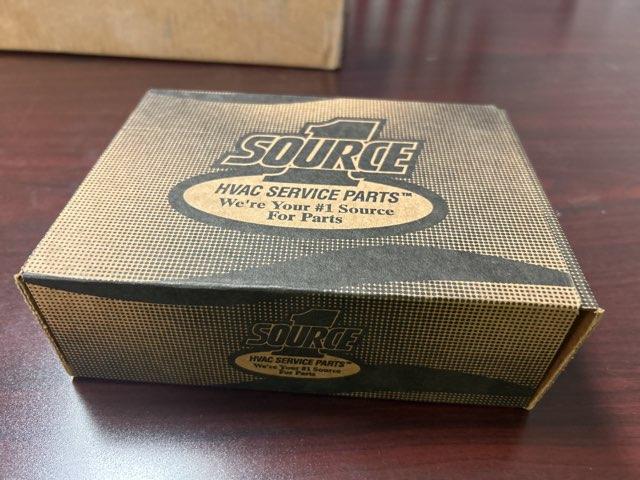 1
SOURCE
HVAC SERVICE PARTS™
We're Your #1 Source
For Parts
1
SOURCE
HVAC SERVICE PARTS™
We're Your #1 Source
For Parts